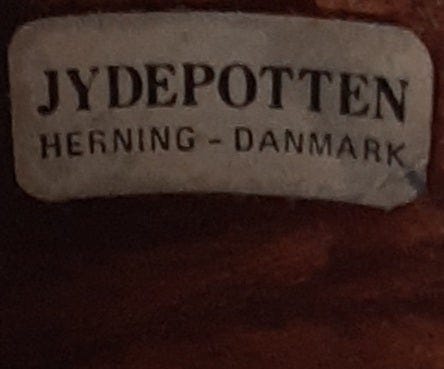 JYDEPOTTEN
HERNING - DANMARK